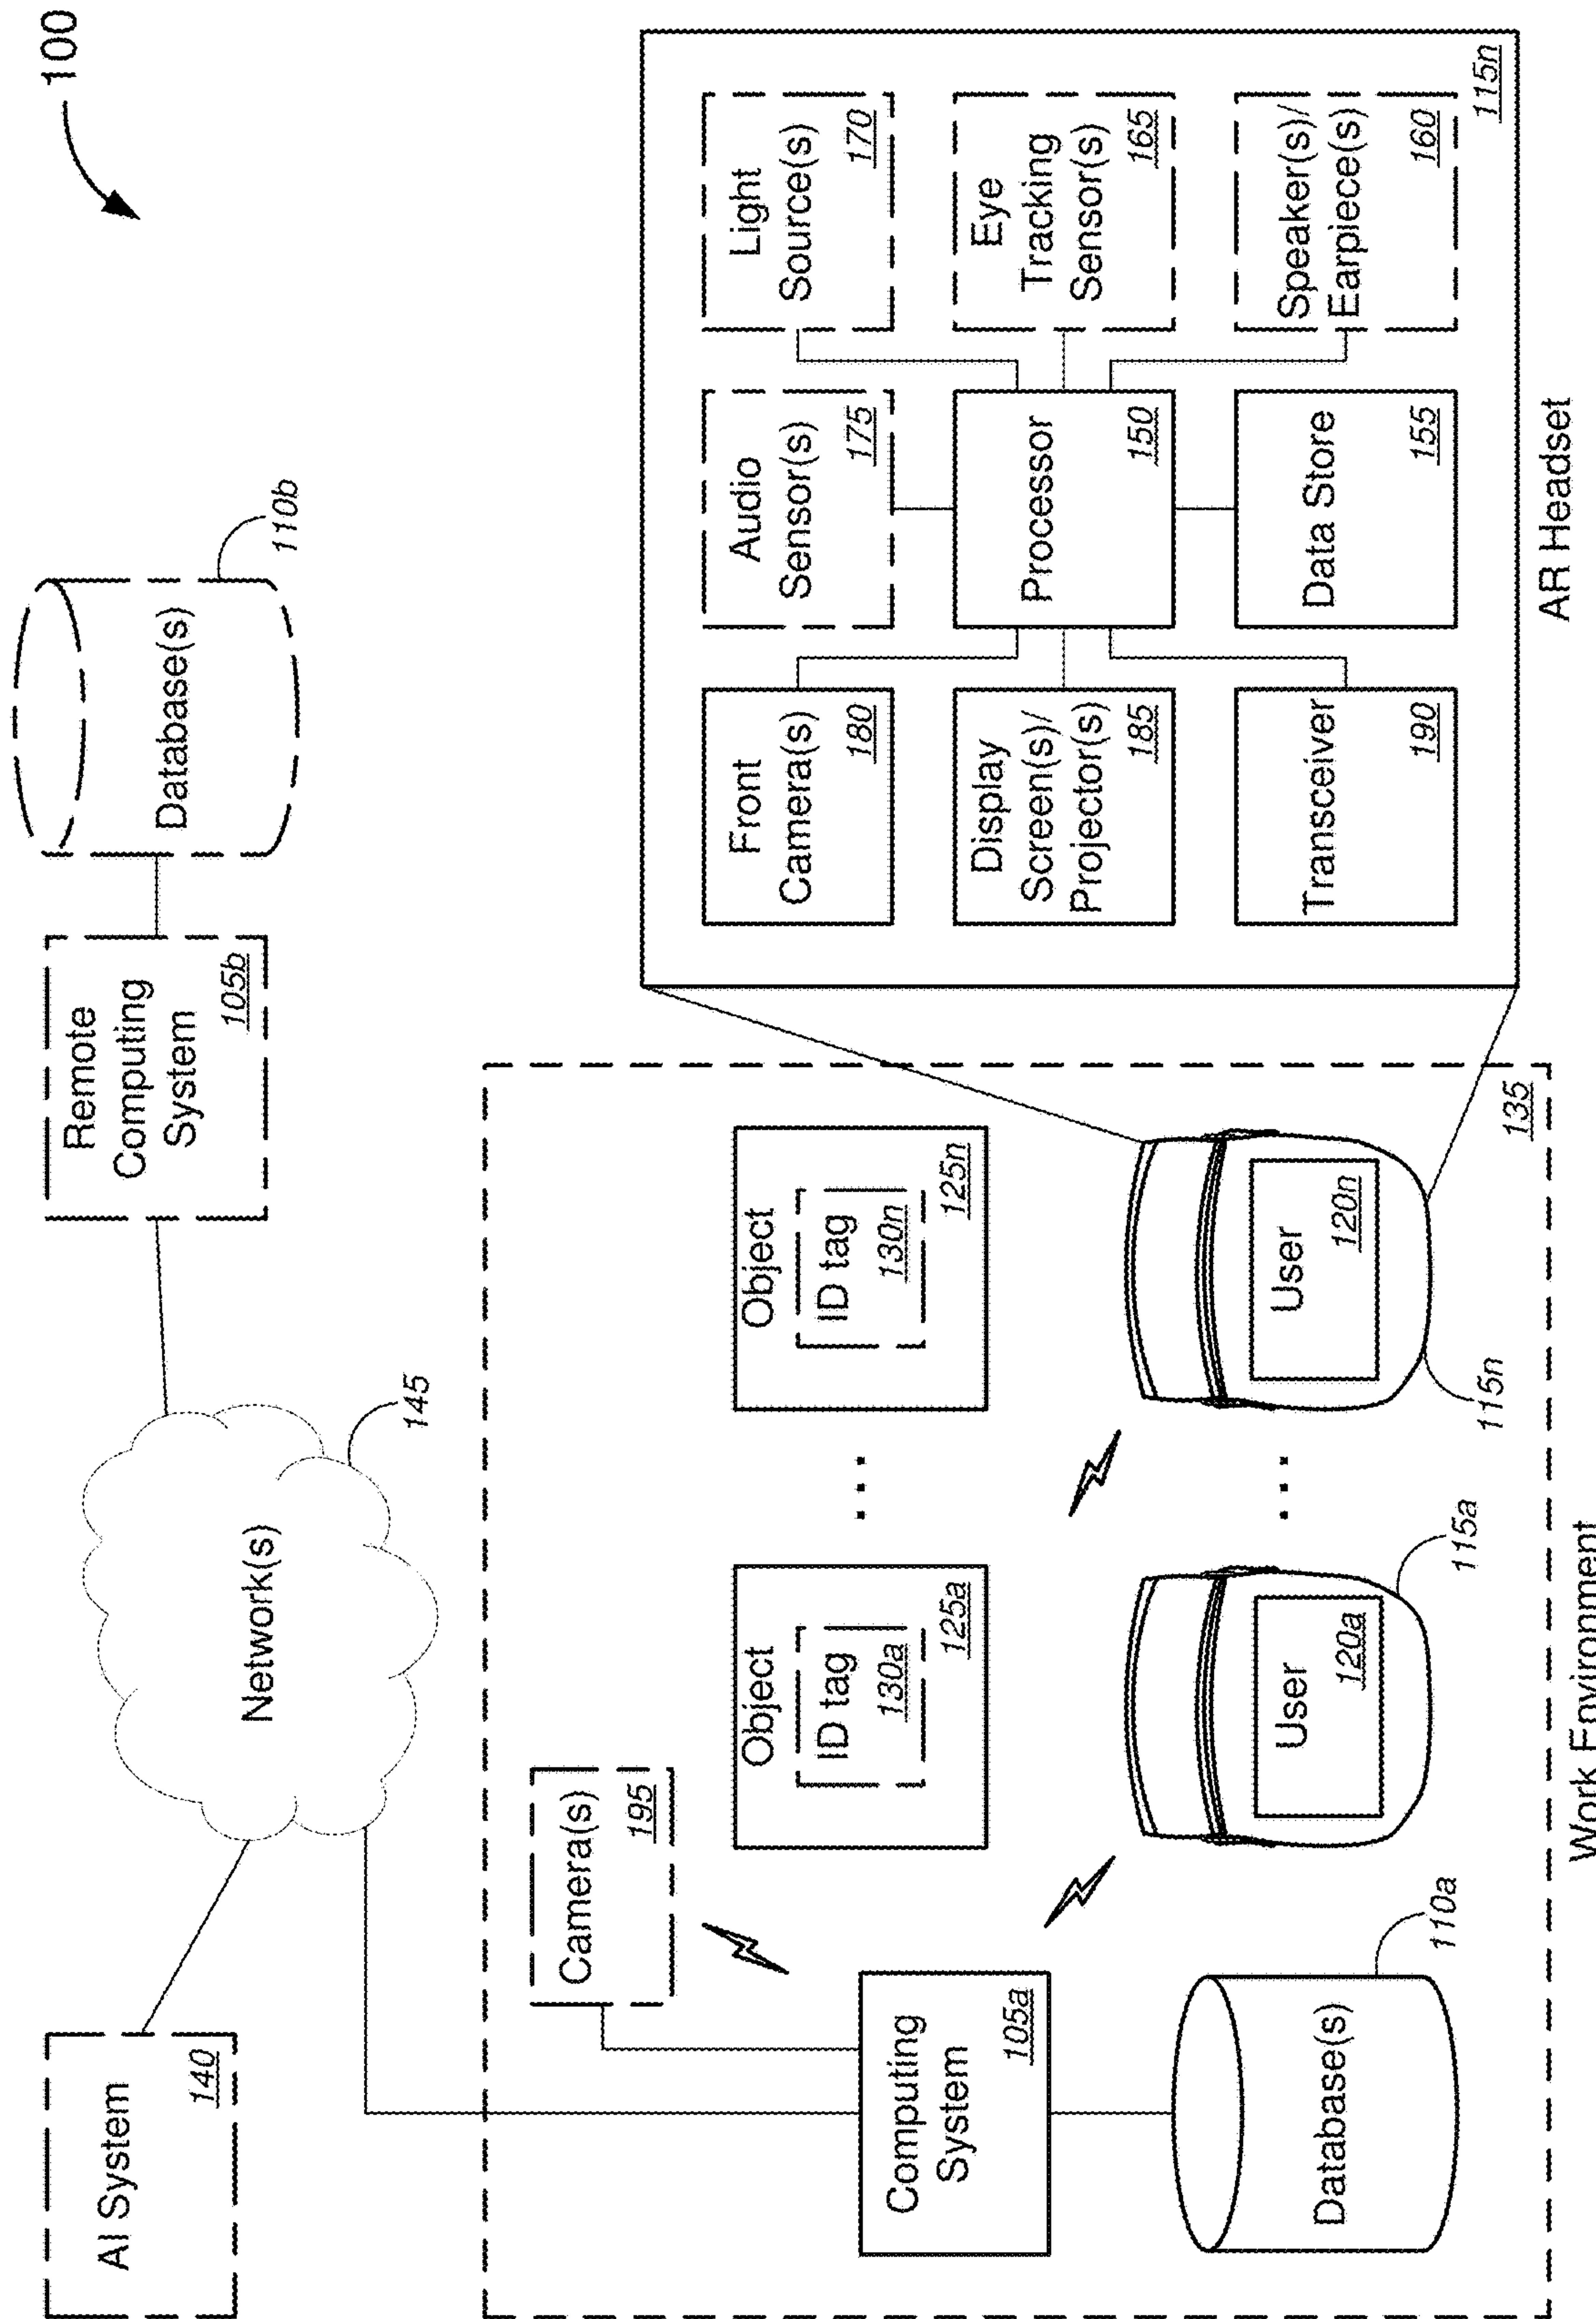 100
AI System
140
Network(s)
145
Remote
Computing
System
105b
Database(s)
110b
Camera(s)
195
Computing
System
105a
Database(s)
110a
Object
ID tag
130a
125a
...
Object
ID tag
130n
125n
User
120a
115a
...
User
120n
115n
135
Work Environment
Front
Camera(s)
180
Audio
Sensor(s)
175
Light
Source(s)
170
Display
Screen(s)/
Projector(s)
185
Processor
150
Eye
Tracking
Sensor(s)
165
Transceiver
190
Data Store
155
Speaker(s)/
Earpiece(s)
160
115n
AR Headset